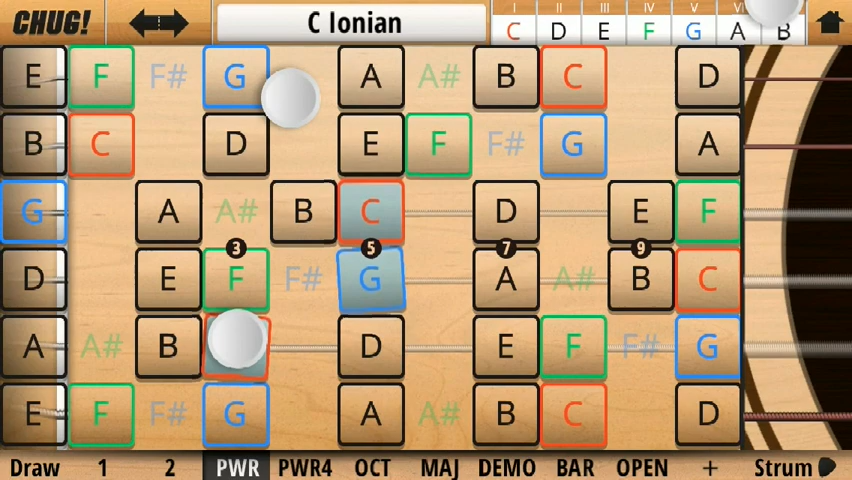 CHUG! C Ionian I II III IV V VI
C D E F G A B
E F F# G A A# B C D
B C D E F F# G A
G A A# B C D E F
3 5 7 9
D E F F# G A A# B C
A A# B D E F F# G
E F F# G A A# B C D
Draw 1 2 PWR PWR4 OCT MAJ DEMO BAR OPEN + Strum